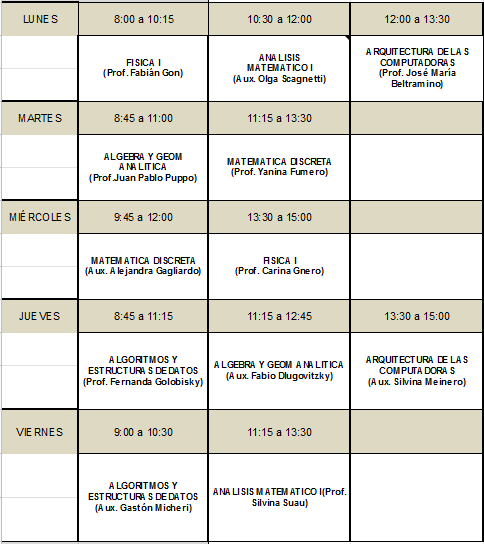 LUNES 8:00 a 10:15 10:30 a 12:00 12:00 a 13:30
FISICA I
(Prof. Fabián Gon)
ANALISIS
MATEMATICO I
(Aux. Olga Scagnetti)
ARQUITECTURA DE LAS
COMPUTADORAS
(Prof. José María
Beltramino)
MARTES 8:45 a 11:00 11:15 a 13:30
ALGEBRA Y GEOM
ANALITICA
(Prof.Juan Pablo Puppo)
MATEMATICA DISCRETA
(Prof. Yanina Fumero)
MIÉRCOLES 9:45 a 12:00 13:30 a 15:00
MATEMATICA DISCRETA
(Aux. Alejandra Gagliardo)
FISICA I
(Prof. Carina Gnero)
JUEVES 8:45 a 11:15 11:15 a 12:45 13:30 a 15:00
ALGORITMOS Y
ESTRUCTURAS DE DATOS
(Prof. Fernanda Golobisky)
ALGEBRA Y GEOM ANALITICA
(Aux. Fabio Dlugovitzky)
ARQUITECTURA DE LAS
COMPUTADORAS
(Aux. Silvina Meinero)
VIERNES 9:00 a 10:30 11:15 a 13:30
ALGORITMOS Y
ESTRUCTURAS DE DATOS
(Aux. Gastón Micheri)
ANALISIS MATEMATICO I(Prof.
Silvina Suau)